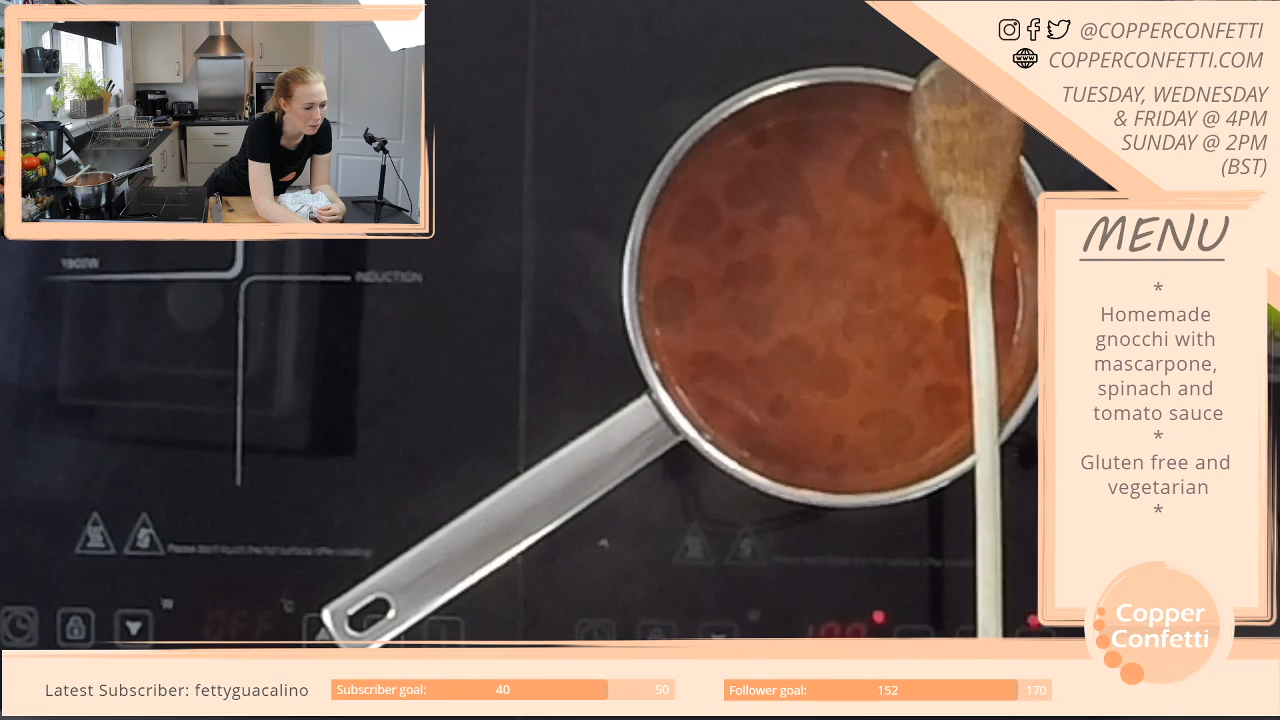 @COPPERCONFETTI
COPPERCONFETTI.COM
TUESDAY, WEDNESDAY
& FRIDAY @ 4PM
SUNDAY @ 2PM
(BST)
MENU
*
Homemade
gnocchi with
mascarpone,
spinach and
tomato sauce
*
Gluten free and
vegetarian
*
INDUCTION
Copper
Confetti
Latest Subscriber: fettyguacalino
Subscriber goal: 40 50
Follower goal: 152 170